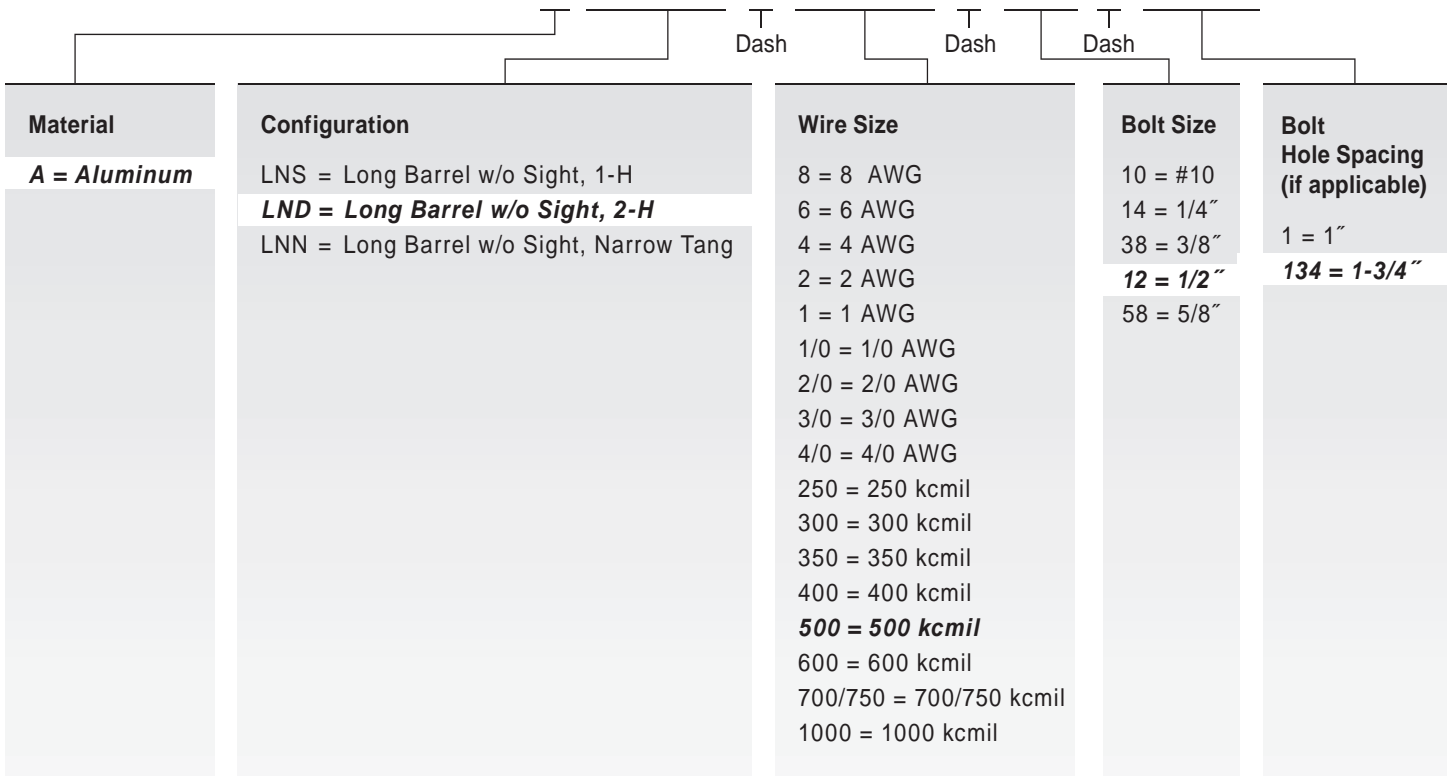 Dash
Dash
Dash
Material
A = Aluminum
Configuration
LNS = Long Barrel w/o Sight, 1-H
LND = Long Barrel w/o Sight, 2-H
LNN = Long Barrel w/o Sight, Narrow Tang
Wire Size
8 = 8 AWG
6 = 6 AWG
4 = 4 AWG
2 = 2 AWG
1 = 1 AWG
1/0 = 1/0 AWG
2/0 = 2/0 AWG
3/0 = 3/0 AWG
4/0 = 4/0 AWG
250 = 250 kcmil
300 = 300 kcmil
350 = 350 kcmil
400 = 400 kcmil
500 = 500 kcmil
600 = 600 kcmil
700/750 = 700/750 kcmil
1000 = 1000 kcmil
Bolt Size
10 = #10
14 = 1/4˝
38 = 3/8˝
12 = 1/2˝
58 = 5/8˝
Bolt
Hole Spacing
(if applicable)
1 = 1˝
134 = 1-3/4˝